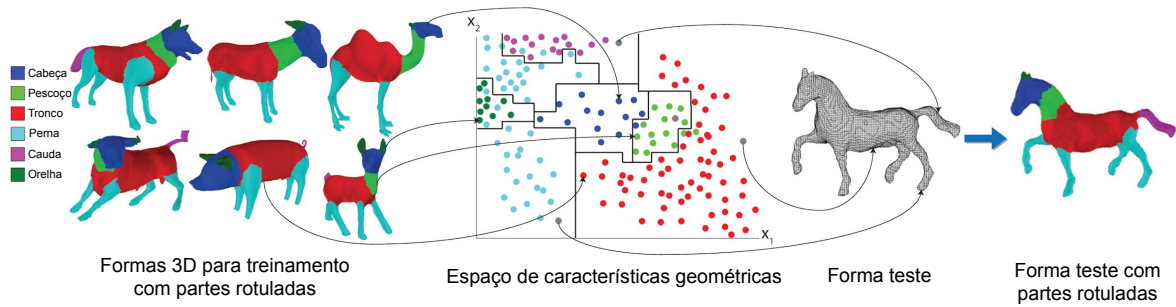 Cabeça
Pescoço
Tronco
Perna
Cauda
Orelha
X2
X1
Formas 3D para treinamento
com partes rotuladas
Espaço de características geométricas
Forma teste
Forma teste com
partes rotuladas